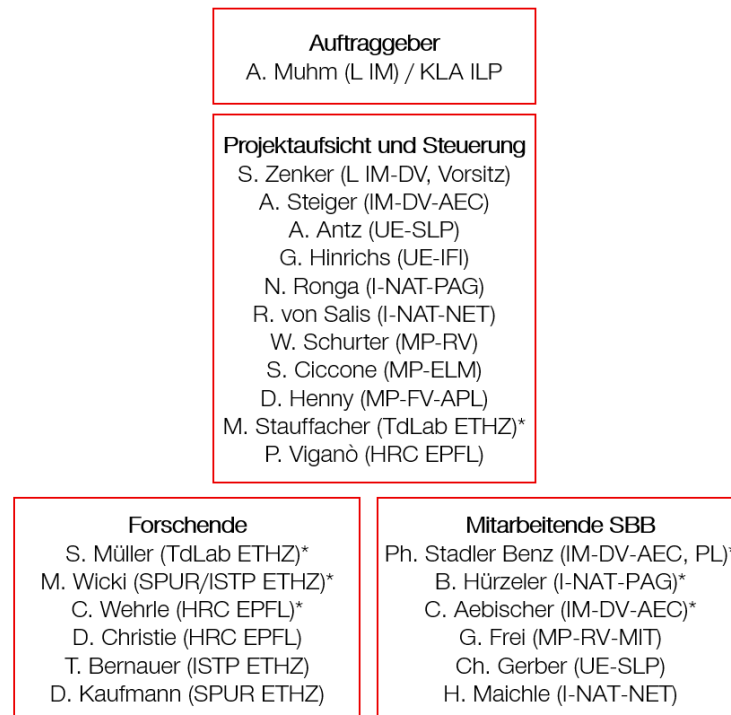 Auftraggeber
A. Muhm (L IM) / KLA ILP
Projektaufsicht und Steuerung
S. Zenker (L IM-DV, Vorsitz)
A. Steiger (IM-DV-AEC)
A. Antz (UE-SLP)
G. Hinrichs (UE-IFI)
N. Ronga (I-NAT-PAG)
R. von Salis (I-NAT-NET)
W. Schurter (MP-RV)
S. Ciccone (MP-ELM)
D. Henny (MP-FV-APL)
M. Stauffacher (TdLab ETHZ)*
P. Viganò (HRC EPFL)
Forschende
S. Müller (TdLab ETHZ)*
M. Wicki (SPUR/ISTP ETHZ)*
C. Wehrle (HRC EPFL)*
D. Christie (HRC EPFL)
T. Bernauer (ISTP ETHZ)
D. Kaufmann (SPUR ETHZ)
Mitarbeitende SBB
Ph. Stadler Benz (IM-DV-AEC, PL)*
B. Hürzeler (I-NAT-PAG)*
C. Aebischer (IM-DV-AEC)*
G. Frei (MP-RV-MIT)
Ch. Gerber (UE-SLP)
H. Maichle (I-NAT-NET)